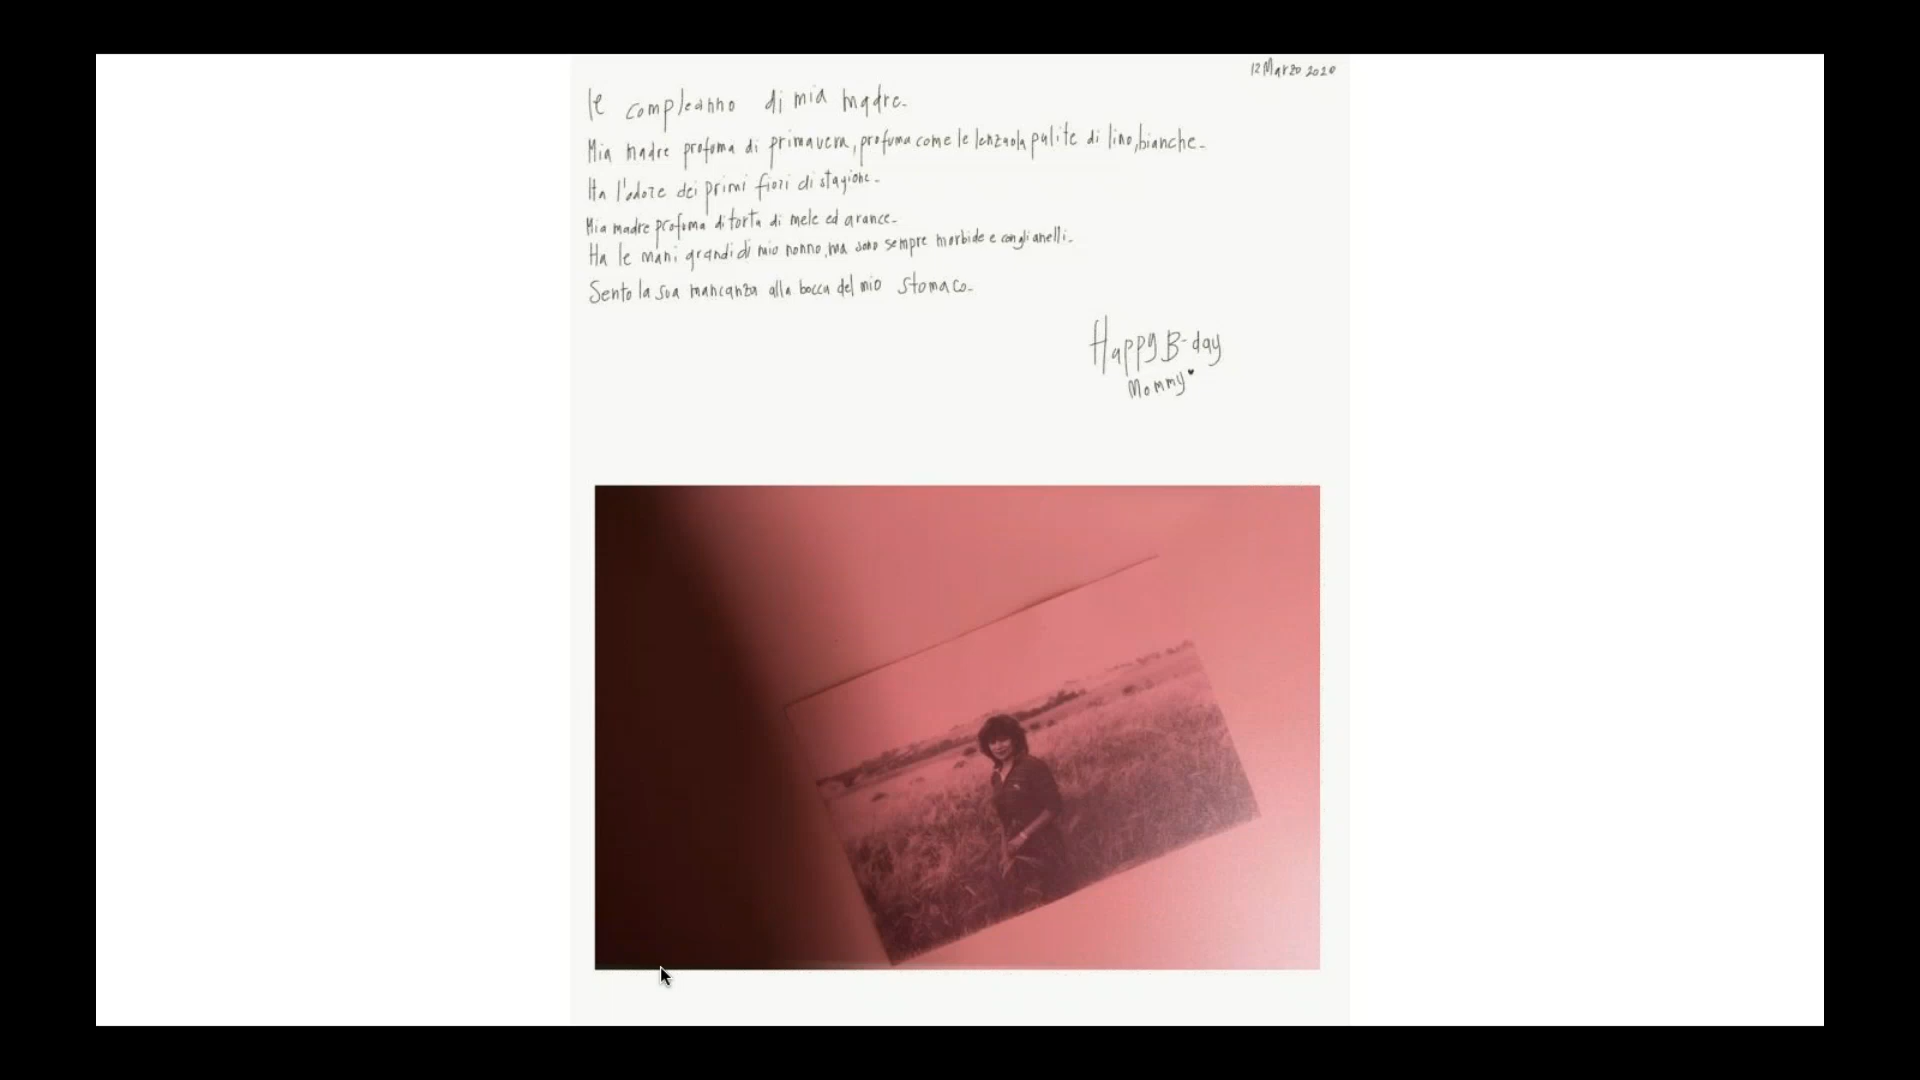 12 Marzo 2020
Il compleanno di mia madre.
Mia madre profuma di primavera, profuma come le lenzuola pulite di lino, bianche.
Ha l'odore dei primi fiori di stagione.
Mia madre profuma di torta di mele ed arance.
Ha le mani grandi di mio nonno, ma sono sempre morbide e con gli anelli.
Sento la sua mancanza alla bocca del mio stomaco.
Happy B-day
Mommy